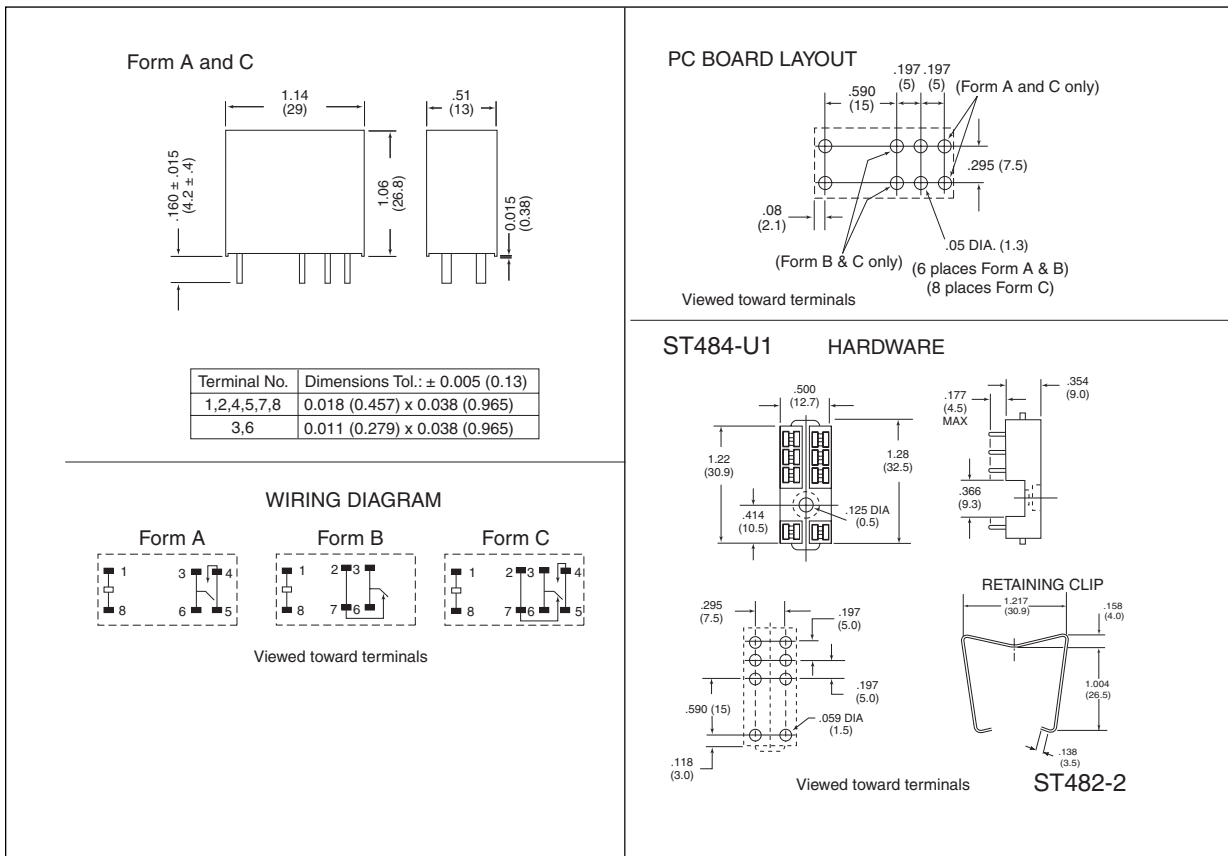 Form A and C
1.14
(29)
.51
(13)
.160 ± .015
(4.2 ± .4)
1.06
(26.8)
0.015
(0.38)
Terminal No. Dimensions Tol.: ± 0.005 (0.13)
1,2,4,5,7,8 0.018 (0.457) x 0.038 (0.965)
3,6 0.011 (0.279) x 0.038 (0.965)
WIRING DIAGRAM
Form A Form B Form C
1 3 4
8 6 5
1 2 3
8 7 6
1 2 3 4
8 7 6 5
Viewed toward terminals
PC BOARD LAYOUT
.590
(15)
.197 .197
(5) (5)
(Form A and C only)
.295 (7.5)
.08
(2.1)
.05 DIA. (1.3)
(Form B & C only)
(6 places Form A & B)
(8 places Form C)
Viewed toward terminals
ST484-U1 HARDWARE
.500
(12.7)
1.22
(30.9)
1.28
(32.5)
.414
(10.5)
.125 DIA
(0.5)
.177
(4.5)
MAX
.354
(9.0)
.366
(9.3)
.295
(7.5)
.197
(5.0)
.197
(5.0)
.590 (15)
.059 DIA
(1.5)
.118
(3.0)
RETAINING CLIP
1.217
(30.9)
.158
(4.0)
1.004
(26.5)
.138
(3.5)
Viewed toward terminals
ST482-2